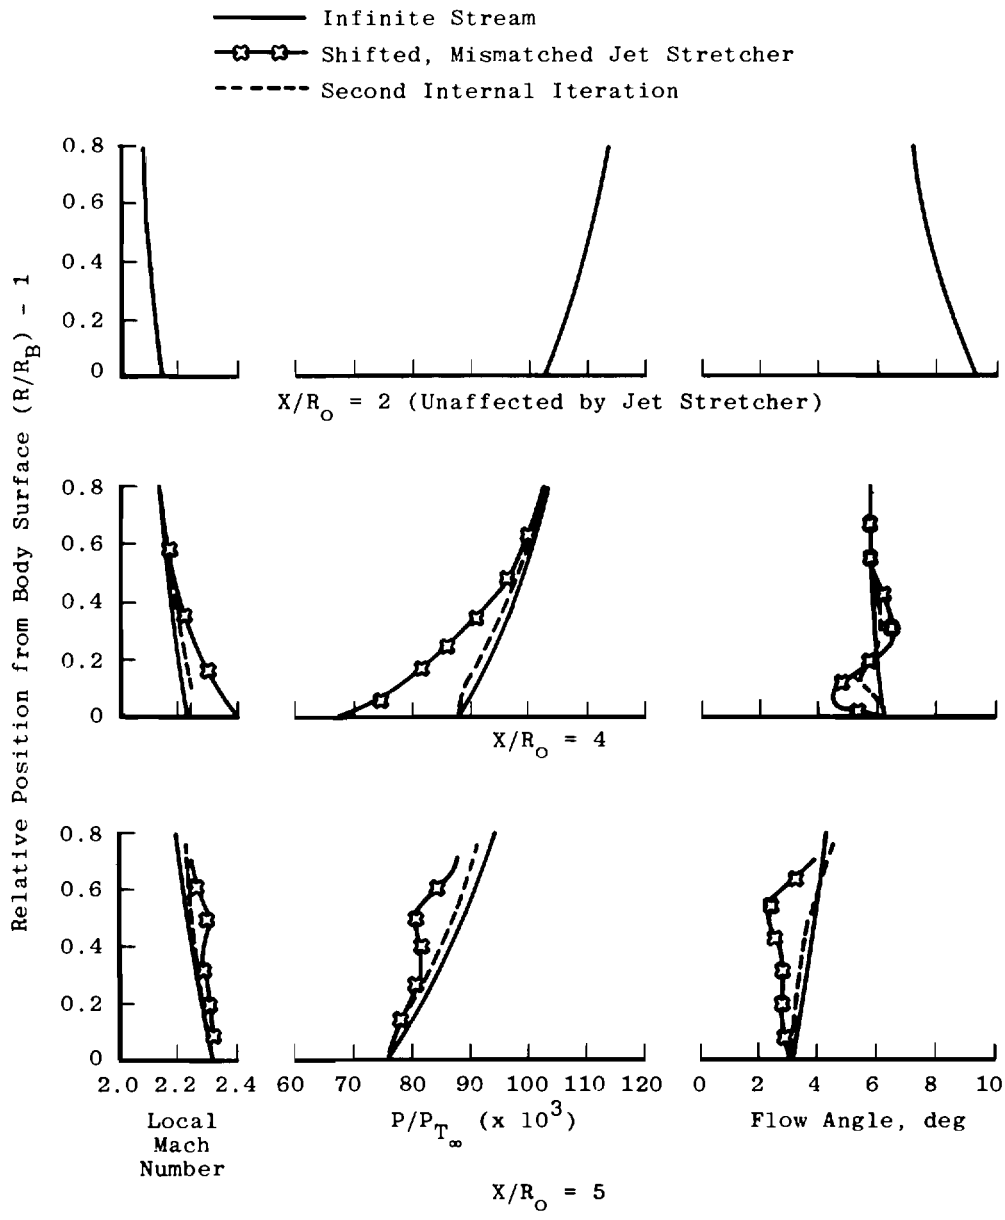 Infinite Stream
Shifted, Mismatched Jet Stretcher
Second Internal Iteration
Relative Position from Body Surface (R/R_B) - 1
0.8
0.6
0.4
0.2
0
X/R_O = 2 (Unaffected by Jet Stretcher)
0.8
0.6
0.4
0.2
0
X/R_O = 4
0.8
0.6
0.4
0.2
0
2.0 2.2 2.4 60 70 80 90 100 110 120 0 2 4 6 8 10
Local
Mach
Number
P/P_T_∞ (x 10^3)
Flow Angle, deg
X/R_O = 5